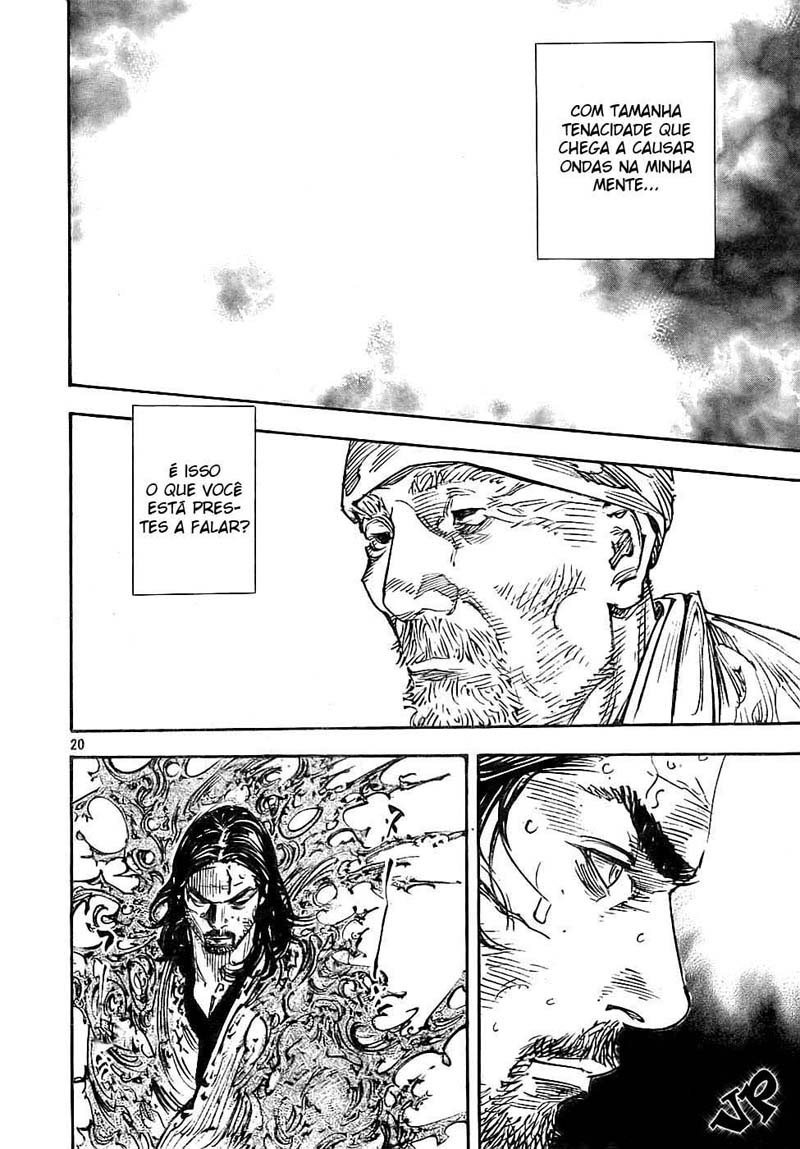 COM TAMANHA
TENACIDADE QUE
CHEGA A CAUSAR
ONDAS NA MINHA
MENTE...
É ISSO
O QUE VOCÊ
ESTÁ PRES-
TES A FALAR?
20
VP